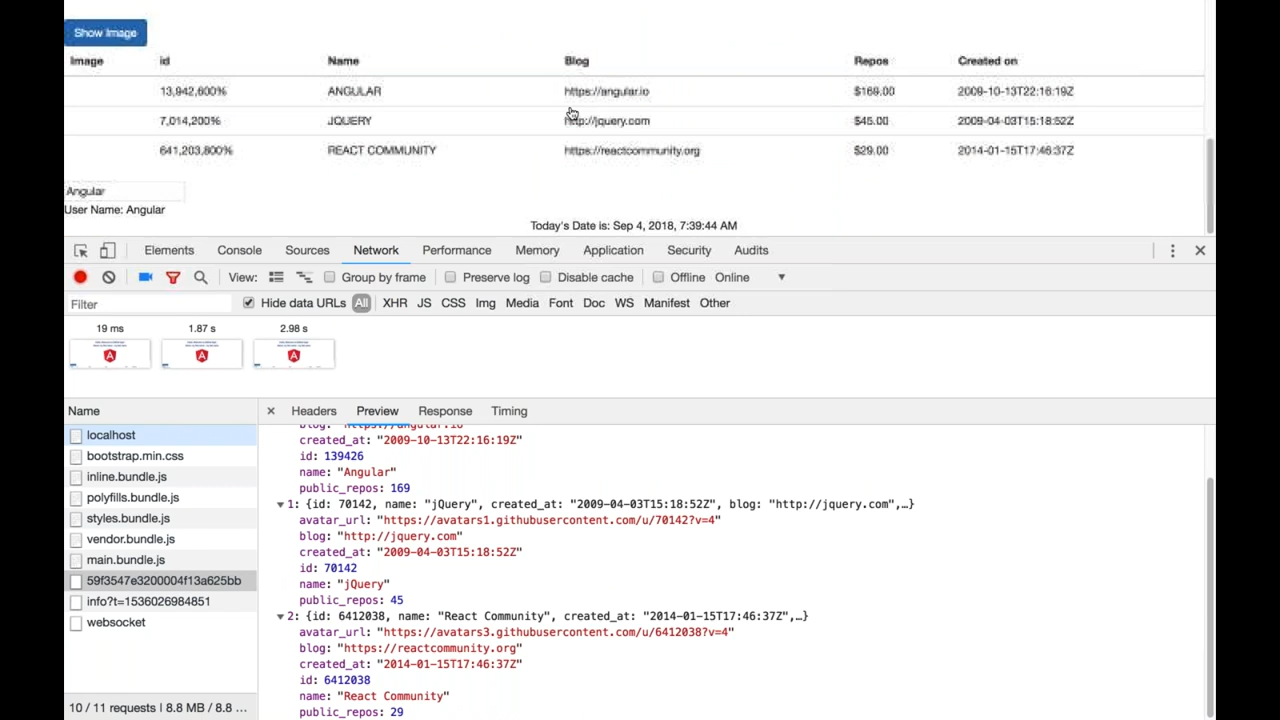 Show Image
Image id Name Blog Repos Created on
13,942,600% ANGULAR https://angular.io $169.00 2009-10-13T22:16:19Z
7,014,200% JQUERY http://jquery.com $45.00 2009-04-03T15:18:52Z
641,203,800% REACT COMMUNITY https://reactcommunity.org $29.00 2014-01-15T17:46:37Z
Angular
User Name: Angular
Today's Date is: Sep 4, 2018, 7:39:44 AM
Elements Console Sources Network Performance Memory Application Security Audits
View: Group by frame Preserve log Disable cache Offline Online
Filter Hide data URLs All XHR JS CSS Img Media Font Doc WS Manifest Other
19 ms 1.87 s 2.98 s
Name Headers Preview Response Timing
localhost
bootstrap.min.css
inline.bundle.js
polyfills.bundle.js
styles.bundle.js
vendor.bundle.js
main.bundle.js
59f3547e3200004f13a625bb
info?t=1536026984851
websocket
10 / 11 requests | 8.8 MB / 8.8 ...
blog: "https://angular.io"
created_at: "2009-10-13T22:16:19Z"
id: 139426
name: "Angular"
public_repos: 169
1: {id: 70142, name: "jQuery", created_at: "2009-04-03T15:18:52Z", blog: "http://jquery.com",…}
avatar_url: "https://avatars1.githubusercontent.com/u/70142?v=4"
blog: "http://jquery.com"
created_at: "2009-04-03T15:18:52Z"
id: 70142
name: "jQuery"
public_repos: 45
2: {id: 6412038, name: "React Community", created_at: "2014-01-15T17:46:37Z",…}
avatar_url: "https://avatars3.githubusercontent.com/u/6412038?v=4"
blog: "https://reactcommunity.org"
created_at: "2014-01-15T17:46:37Z"
id: 6412038
name: "React Community"
public_repos: 29